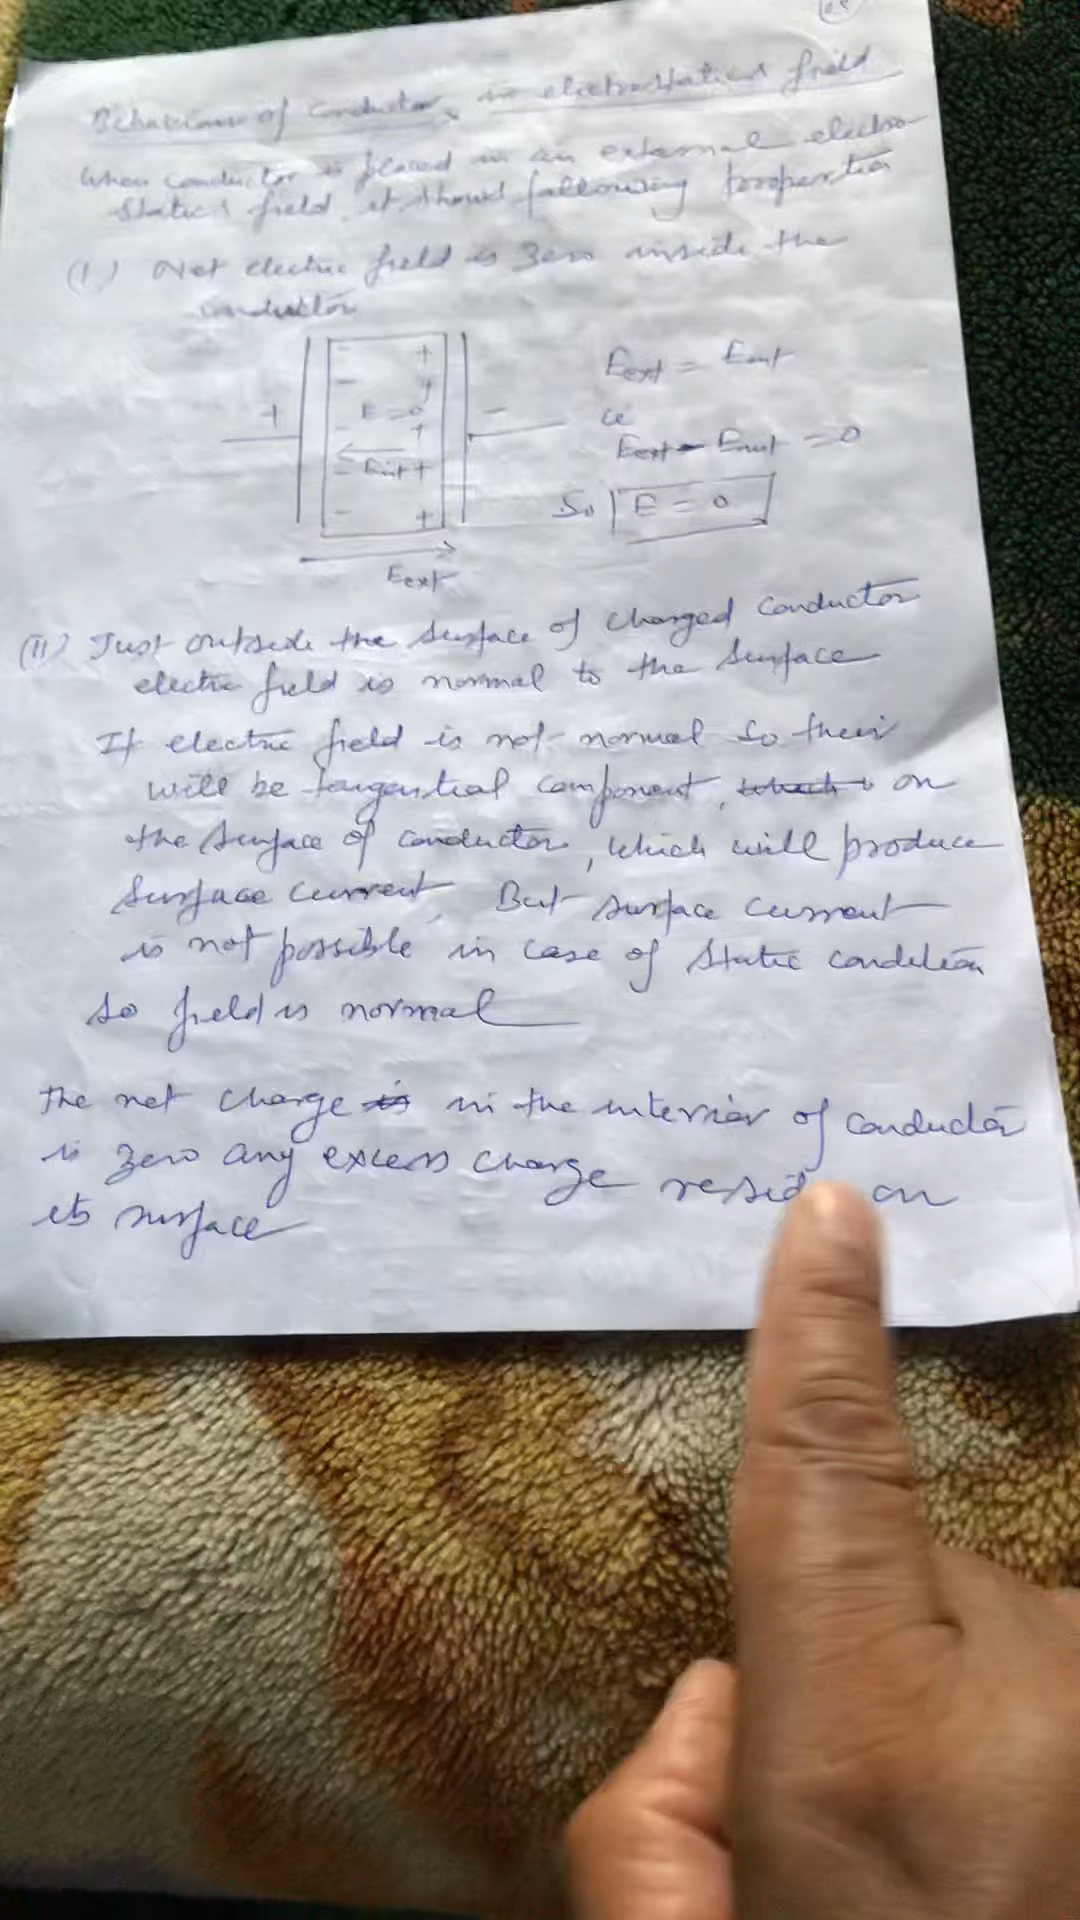 Behaviour of conductor in electrostatics field
When conductor is placed in an external electro
statics field, it shows following properties
(I) Net electric field is zero inside the
conductor
+ - + - + E = 0 - + Eint + - + -
Eext = Eint
ie
Eext - Eint = 0
So E = 0
Eext
(II) Just outside the surface of charged conductor
electric field is normal to the surface
If electric field is not normal so their
will be tangential component, on
the surface of conductor, which will produce
surface current, But surface current
is not possible in case of static condition
so field is normal
The net charge in the interior of conductor
is zero any excess charge on
its surface